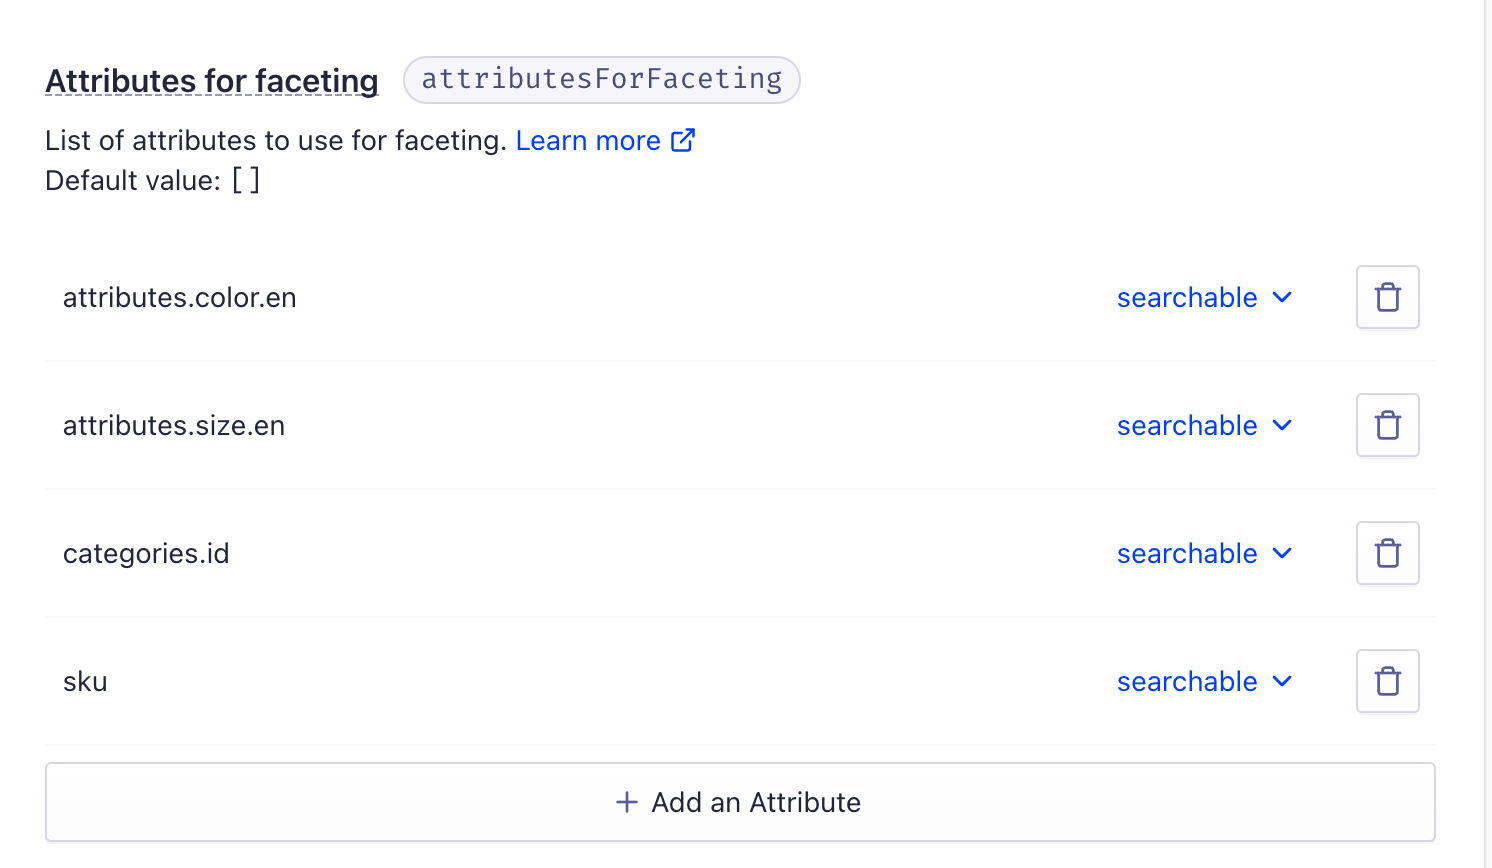 Attributes for faceting attributesForFaceting
List of attributes to use for faceting. Learn more
Default value: []
attributes.color.en searchable
attributes.size.en searchable
categories.id searchable
sku searchable
+ Add an Attribute